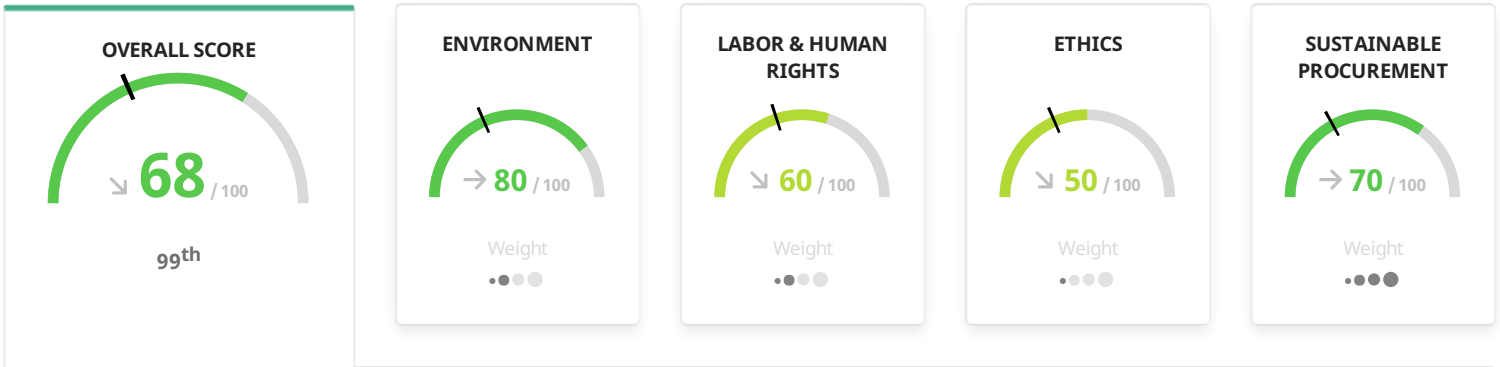 OVERALL SCORE
68 / 100
99th
ENVIRONMENT
80 / 100
Weight
LABOR & HUMAN
RIGHTS
60 / 100
Weight
ETHICS
50 / 100
Weight
SUSTAINABLE
PROCUREMENT
70 / 100
Weight